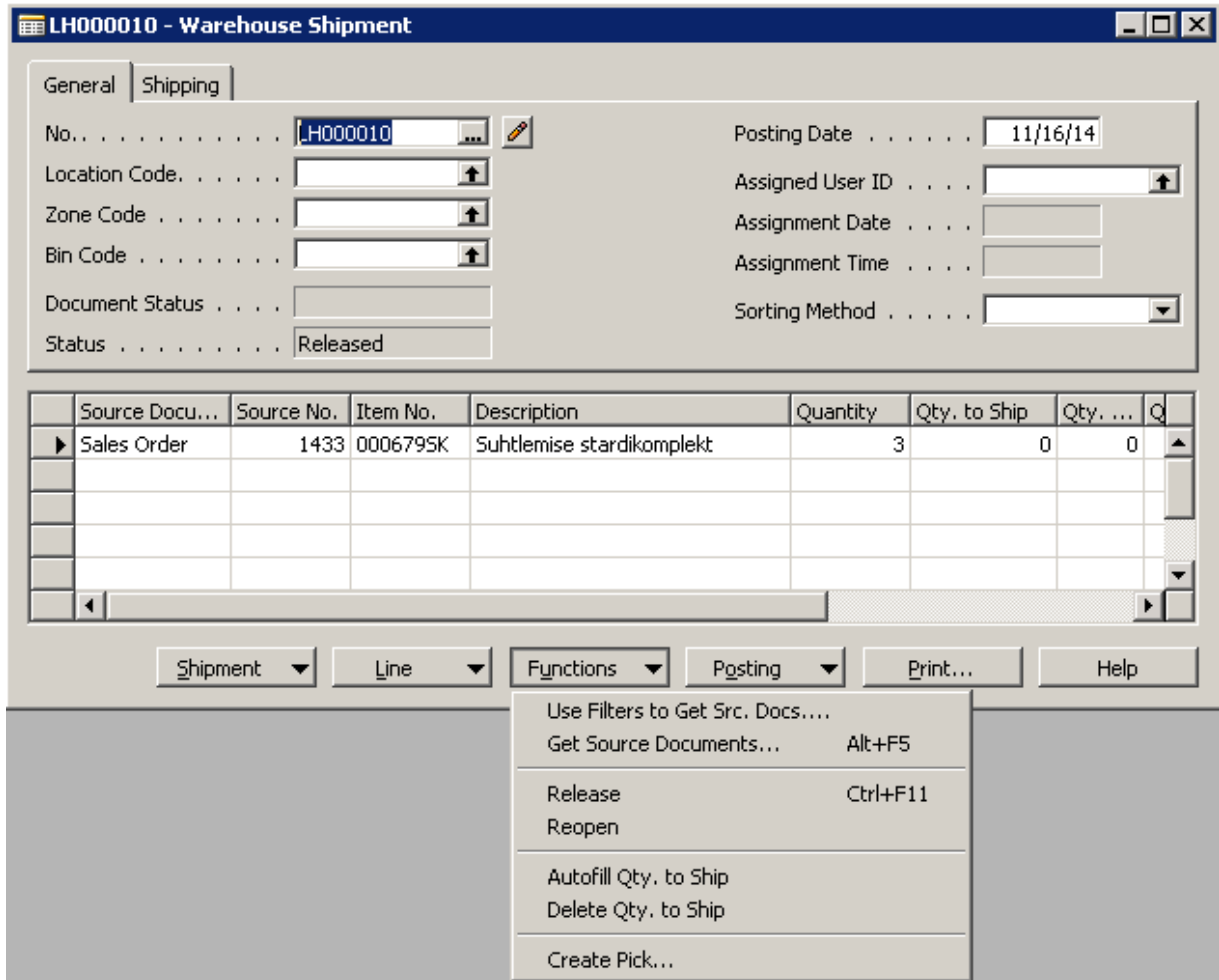 LH000010 - Warehouse Shipment
General Shipping
No.. . . . . . . . . . . LH000010 ...
Posting Date . . . . . . 11/16/14
Location Code. . . . . .
Assigned User ID . . . .
Zone Code . . . . . . .
Assignment Date . . . .
Bin Code . . . . . . . .
Assignment Time . . . .
Document Status . . . .
Sorting Method . . . . .
Status . . . . . . . . . Released
Source Docu... Source No. Item No. Description Quantity Qty. to Ship Qty. ... Q
Sales Order 1433 000679SK Suhtlemise stardikomplekt 3 0 0
Shipment Line Functions Posting Print... Help
Use Filters to Get Src. Docs....
Get Source Documents... Alt+F5
Release Ctrl+F11
Reopen
Autofill Qty. to Ship
Delete Qty. to Ship
Create Pick...